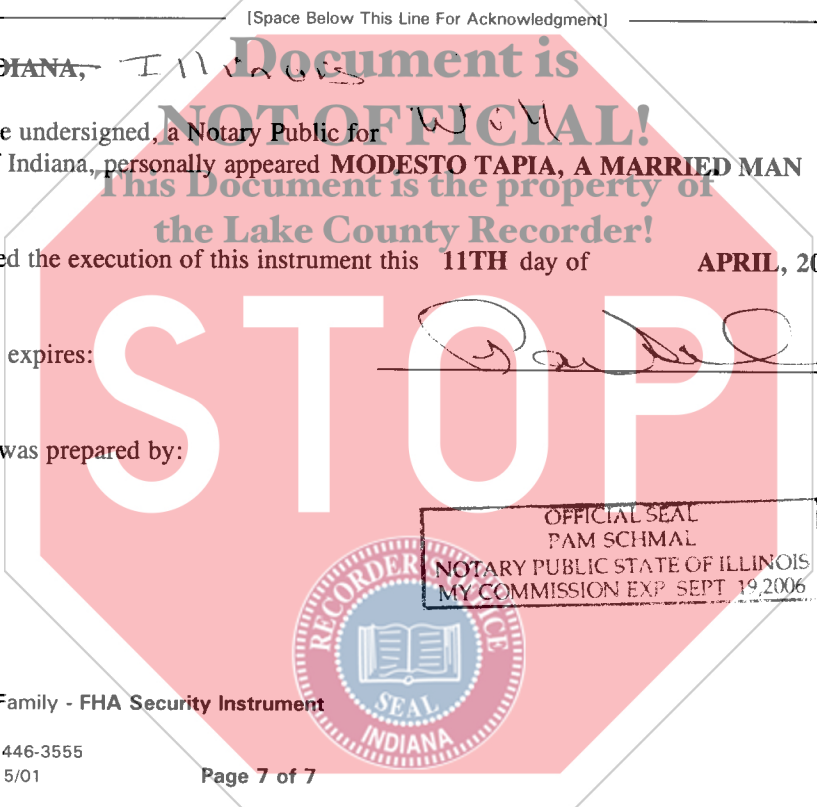 [Space Below This Line For Acknowledgment]
DIANA, Illinois
Document is
NOT OFFICIAL!
e undersigned, a Notary Public for Will
f Indiana, personally appeared MODESTO TAPIA, A MARRIED MAN
This Document is the property of
the Lake County Recorder!
ed the execution of this instrument this 11TH day of APRIL, 20
STOP
expires:
was prepared by:
OFFICIAL SEAL
PAM SCHMAL
NOTARY PUBLIC STATE OF ILLINOIS
MY COMMISSION EXP SEPT 19,2006
RECORDER'S OFFICE
SEAL
INDIANA
Family - FHA Security Instrument
446-3555
5/01 Page 7 of 7